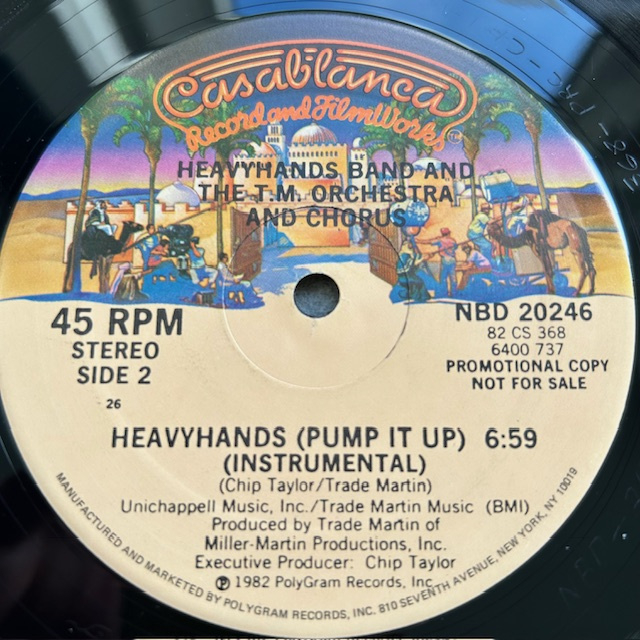 Casablanca
Record and FilmWorks
HEAVYHANDS BAND AND
THE T.M. ORCHESTRA
AND CHORUS
45 RPM
STEREO
SIDE 2
26
NBD 20246
82 CS 368
6400 737
PROMOTIONAL COPY
NOT FOR SALE
HEAVYHANDS (PUMP IT UP) 6:59
(INSTRUMENTAL)
(Chip Taylor/Trade Martin)
Unichappell Music, Inc./Trade Martin Music (BMI)
Produced by Trade Martin of
Miller-Martin Productions, Inc.
Executive Producer: Chip Taylor
℗ 1982 PolyGram Records, Inc.
MANUFACTURED AND MARKETED BY POLYGRAM RECORDS, INC. 810 SEVENTH AVENUE, NEW YORK, NY 10019